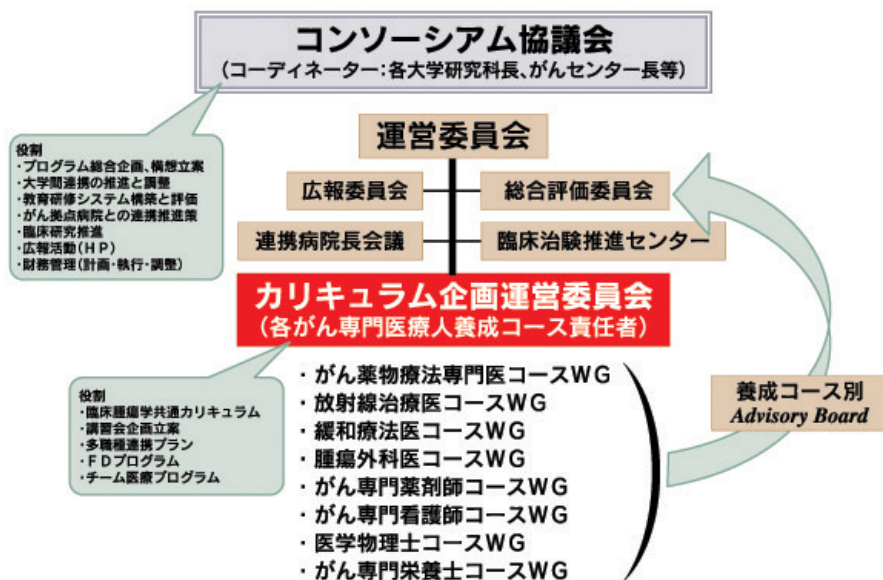 コンソーシアム協議会
(コーディネーター:各大学研究科長、がんセンター長等)
役割
・プログラム総合企画、構想立案
・大学間連携の推進と調整
・教育研修システム構築と評価
・がん拠点病院との連携推進策
・臨床研究推進
・広報活動(HP)
・財務管理(計画・執行・調整)
運営委員会
広報委員会
総合評価委員会
連携病院長会議
臨床治験推進センター
カリキュラム企画運営委員会
(各がん専門医療人養成コース責任者)
役割
・臨床腫瘍学共通カリキュラム
・講習会企画立案
・多職種連携プラン
・FDプログラム
・チーム医療プログラム
・がん薬物療法専門医コースWG
・放射線治療医コースWG
・緩和療法医コースWG
・腫瘍外科医コースWG
・がん専門薬剤師コースWG
・がん専門看護師コースWG
・医学物理士コースWG
・がん専門栄養士コースWG
養成コース別
Advisory Board